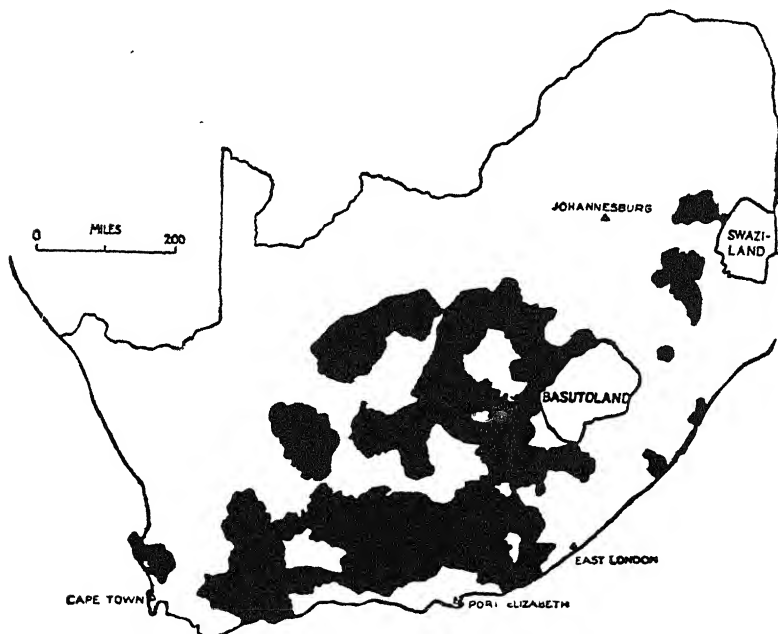 JOHANNESBURG
MILES
0 200
SWAZI-
LAND
BASUTOLAND
EAST LONDON
CAPE TOWN
PORT ELIZABETH